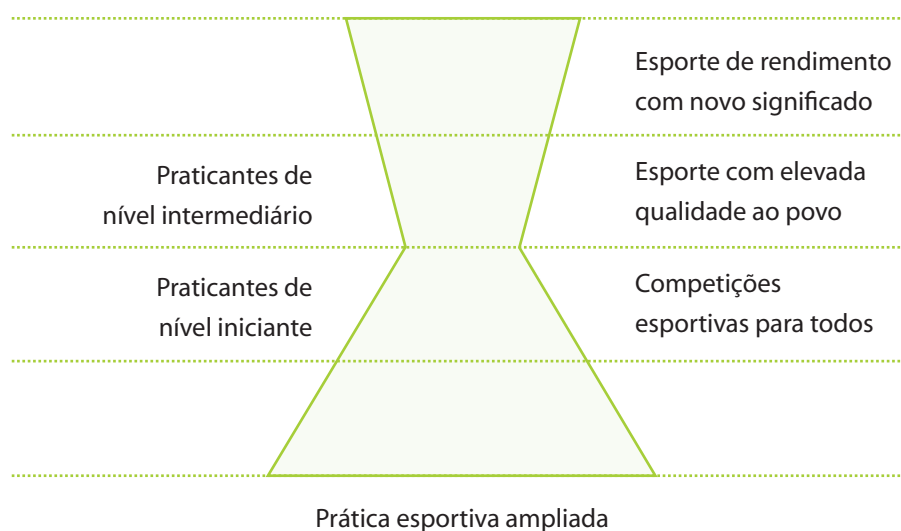 Esporte de rendimento
com novo significado
Praticantes de
nível intermediário
Esporte com elevada
qualidade ao povo
Praticantes de
nível iniciante
Competições
esportivas para todos
Prática esportiva ampliada